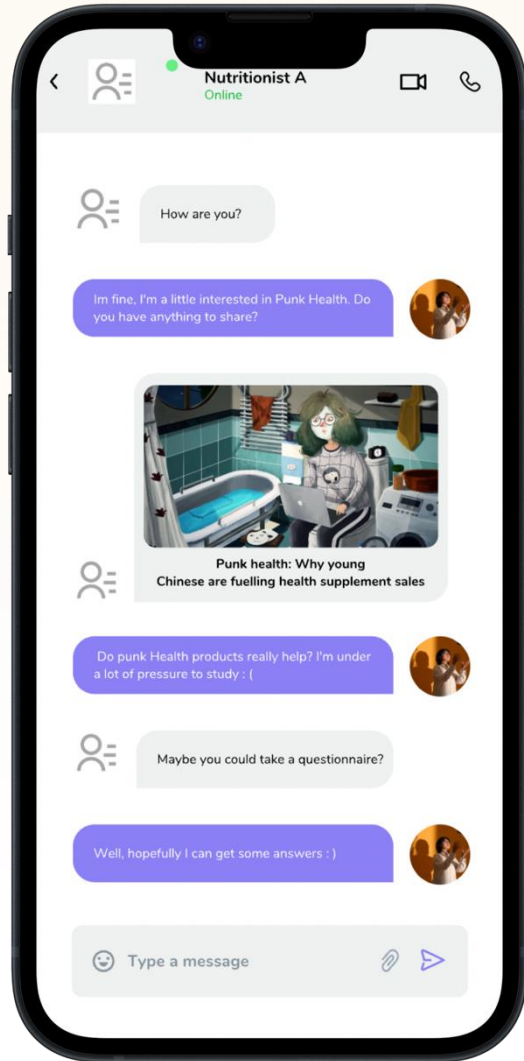 Nutritionist A
Online
How are you?
Im fine, I'm a little interested in Punk Health. Do
you have anything to share?
Punk health: Why young
Chinese are fuelling health supplement sales
Do punk Health products really help? I'm under
a lot of pressure to study : (
Maybe you could take a questionnaire?
Well, hopefully I can get some answers : )
Type a message